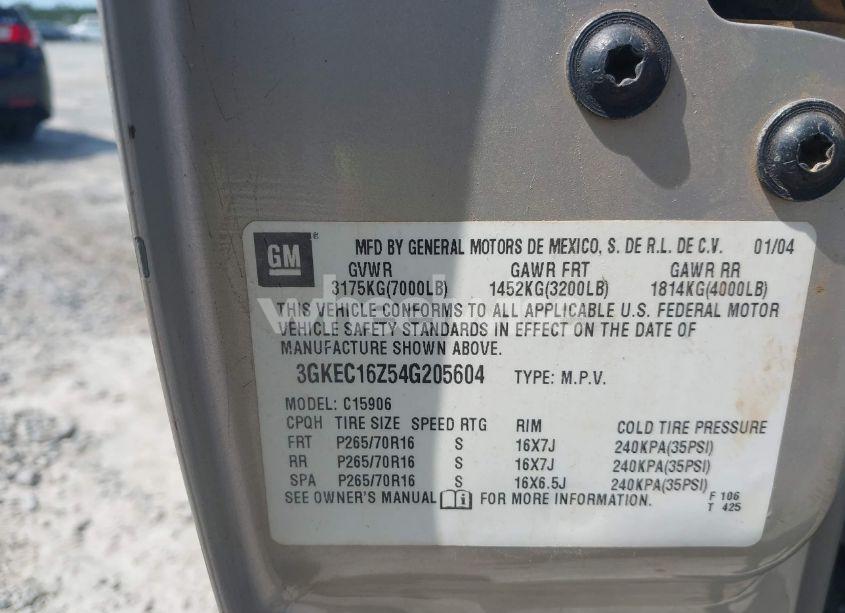 GM ® MFD BY GENERAL MOTORS DE MEXICO, S. DE R.L. DE C.V. 01/04
GVWR GAWR FRT GAWR RR
3175KG(7000LB) 1452KG(3200LB) 1814KG(4000LB)
THIS VEHICLE CONFORMS TO ALL APPLICABLE U.S. FEDERAL MOTOR
VEHICLE SAFETY STANDARDS IN EFFECT ON THE DATE OF
MANUFACTURE SHOWN ABOVE.
3GKEC16Z54G205604 TYPE: M.P.V.
MODEL: C15906
CPQH TIRE SIZE SPEED RTG RIM COLD TIRE PRESSURE
FRT P265/70R16 S 16X7J 240KPA(35PSI)
RR P265/70R16 S 16X7J 240KPA(35PSI)
SPA P265/70R16 S 16X6.5J 240KPA(35PSI)
SEE OWNER'S MANUAL FOR MORE INFORMATION.
F 106
T 425